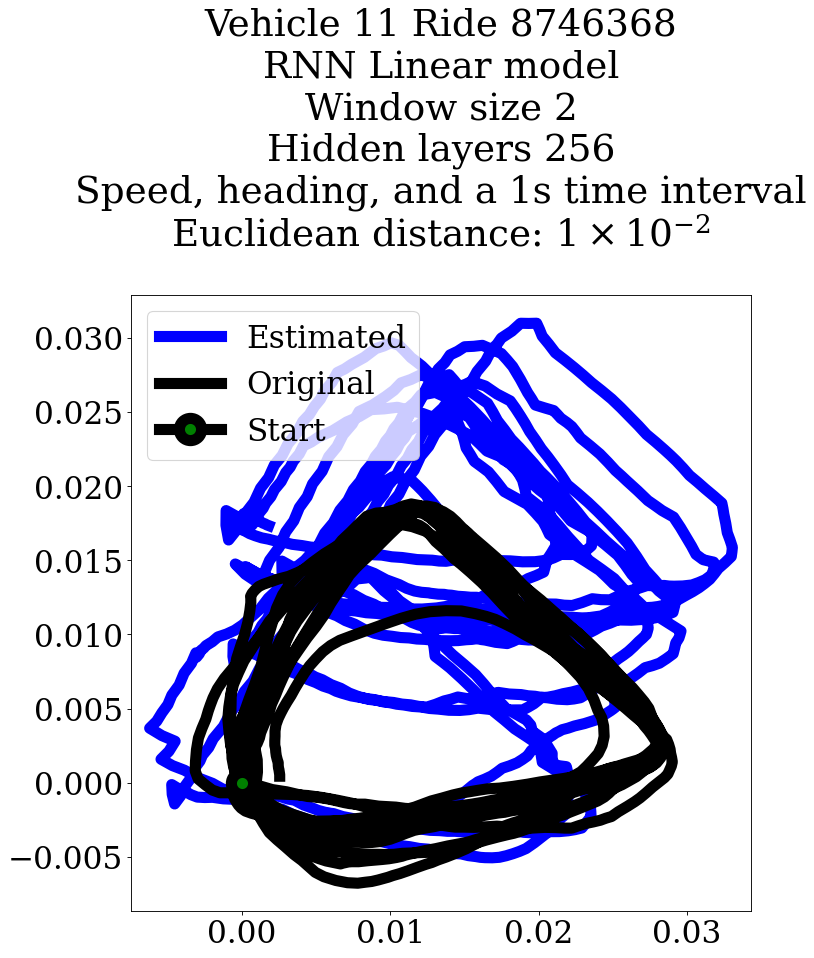 Vehicle 11 Ride 8746368
RNN Linear model
Window size 2
Hidden layers 256
Speed, heading, and a 1s time interval
Euclidean distance: 1 × 10⁻²
Estimated
Original
Start
0.030
0.025
0.020
0.015
0.010
0.005
0.000
−0.005
0.00 0.01 0.02 0.03